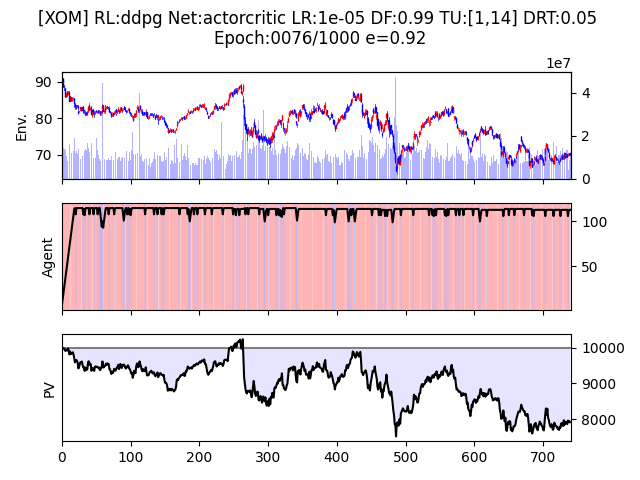 [XOM] RL:ddpg Net:actorcritic LR:1e-05 DF:0.99 TU:[1,14] DRT:0.05
Epoch:0076/1000 e=0.92
1e7
90
80
70
Env.
4
2
0
Agent
100
50
PV
10000
9000
8000
0 100 200 300 400 500 600 700